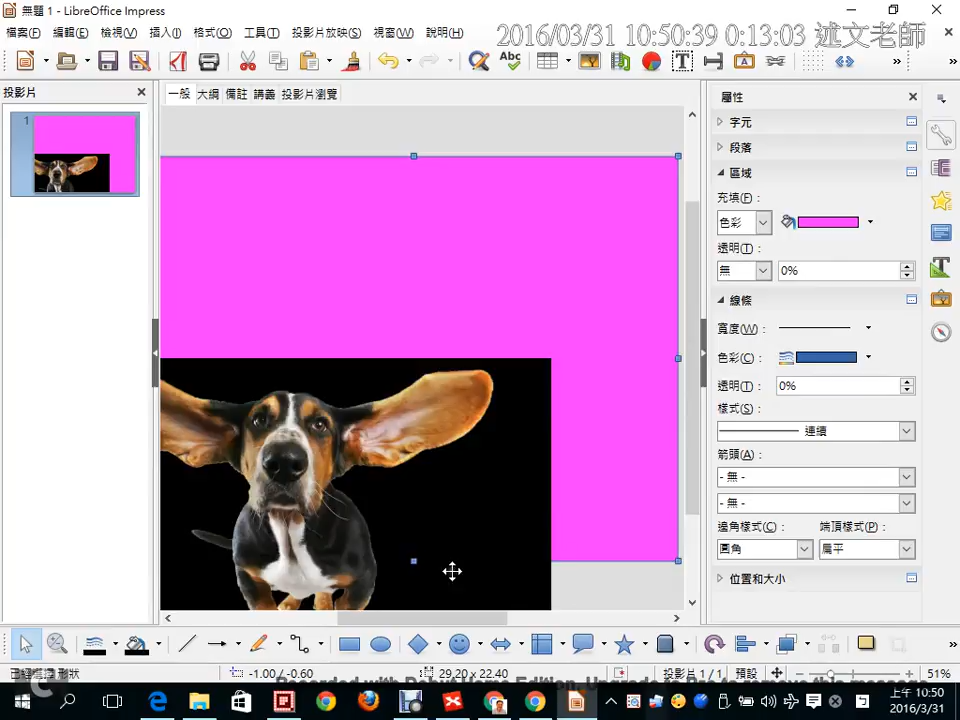 無題 1 - LibreOffice Impress
檔案(F) 編輯(E) 檢視(V) 插入(I) 格式(O) 工具(T) 投影片放映(S) 視窗(W) 說明(H)
2016/03/31 10:50:39 0:13:03 述文老師
投影片
一般 大綱 備註 講義 投影片瀏覽
屬性
1
字元
段落
區域
充填(F):
色彩
透明(T):
無 0%
線條
寬度(W):
色彩(C):
透明(T): 0%
樣式(S):
連續
箭頭(A):
- 無 -
- 無 -
邊角樣式(C): 端頂樣式(P):
圓角 扁平
位置和大小
-1.00 / -0.60 29.20 x 22.40 投影片 1 / 1 預設 51%
上午 10:50
2016/3/31